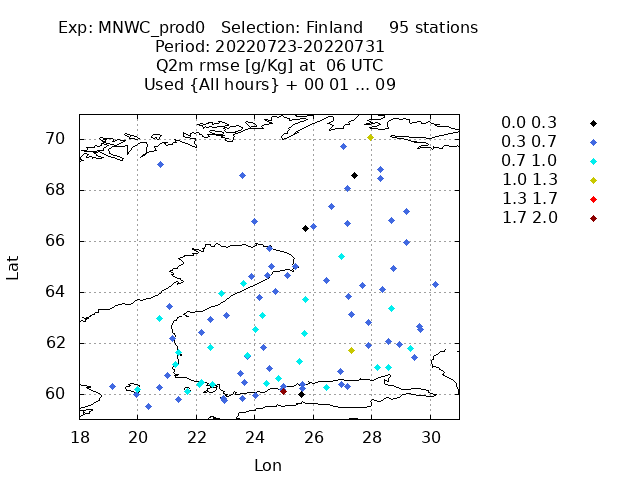 Exp: MNWC_prod0 Selection: Finland 95 stations
Period: 20220723-20220731
Q2m rmse [g/Kg] at 06 UTC
Used {All hours} + 00 01 ... 09
0.0 0.3
0.3 0.7
0.7 1.0
1.0 1.3
1.3 1.7
1.7 2.0
70
68
66
64
62
60
Lat
18 20 22 24 26 28 30
Lon